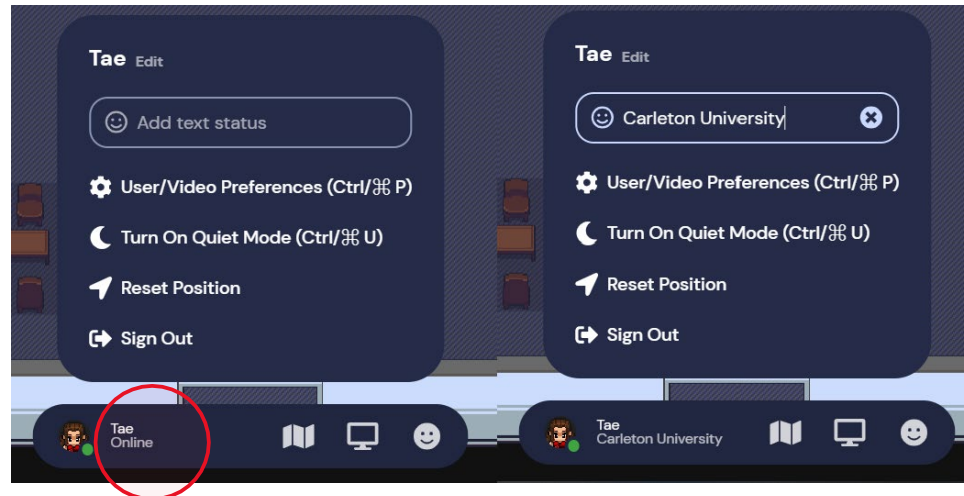 Tae Edit
Add text status
User/Video Preferences (Ctrl/⌘ P)
Turn On Quiet Mode (Ctrl/⌘ U)
Reset Position
Sign Out
Tae
Online
Tae Edit
Carleton University
User/Video Preferences (Ctrl/⌘ P)
Turn On Quiet Mode (Ctrl/⌘ U)
Reset Position
Sign Out
Tae
Carleton University